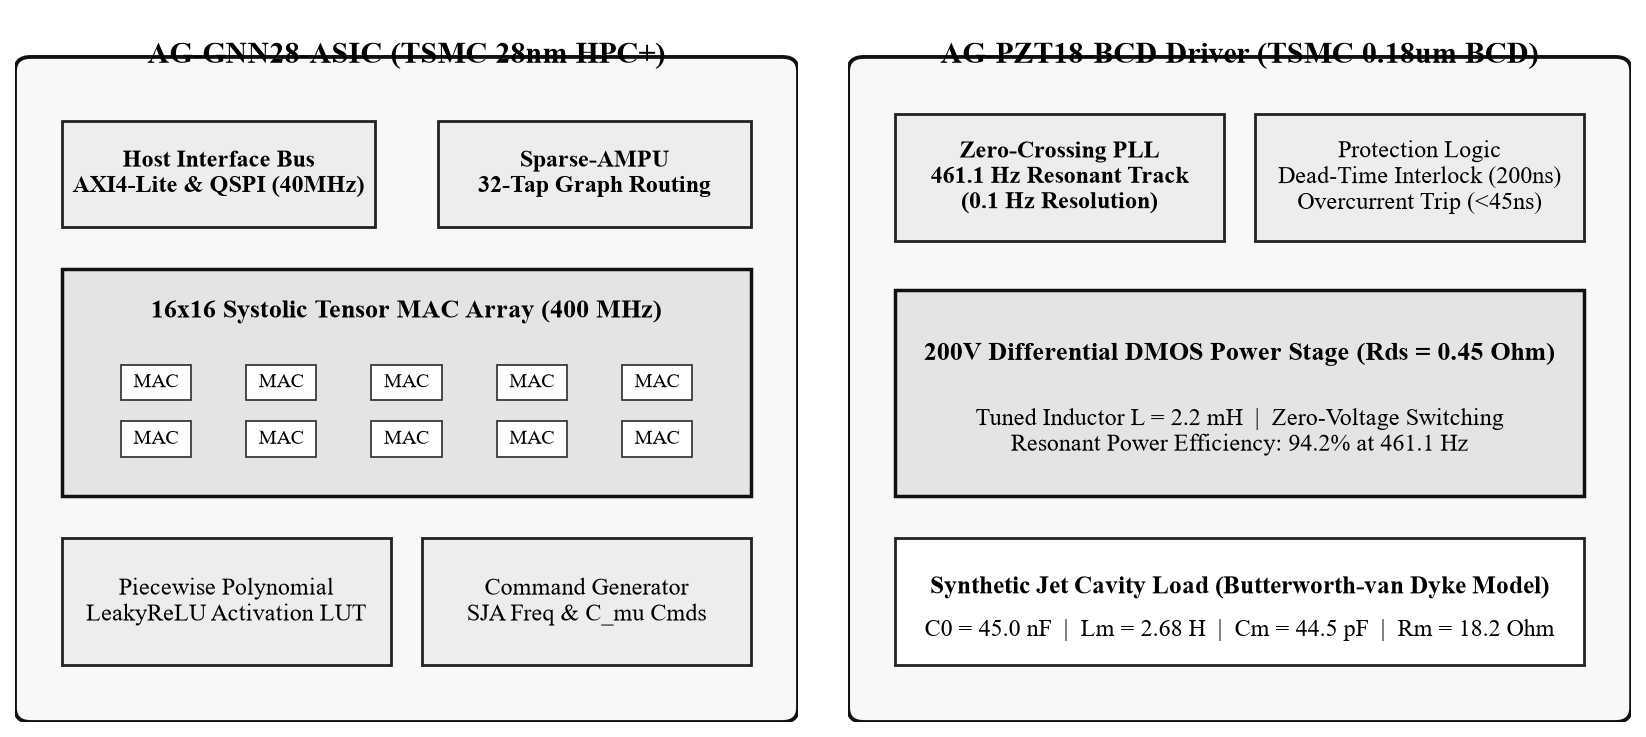 AG-GNN28-ASIC (TSMC 28nm HPC+)
Host Interface Bus
AXI4-Lite & QSPI (40MHz)
Sparse-AMPU
32-Tap Graph Routing
16x16 Systolic Tensor MAC Array (400 MHz)
MAC MAC MAC MAC MAC
MAC MAC MAC MAC MAC
Piecewise Polynomial
LeakyReLU Activation LUT
Command Generator
SJA Freq & C_mu Cmds
AG-PZT18-BCD Driver (TSMC 0.18um BCD)
Zero-Crossing PLL
461.1 Hz Resonant Track
(0.1 Hz Resolution)
Protection Logic
Dead-Time Interlock (200ns)
Overcurrent Trip (<45ns)
200V Differential DMOS Power Stage (Rds = 0.45 Ohm)
Tuned Inductor L = 2.2 mH | Zero-Voltage Switching
Resonant Power Efficiency: 94.2% at 461.1 Hz
Synthetic Jet Cavity Load (Butterworth-van Dyke Model)
C0 = 45.0 nF | Lm = 2.68 H | Cm = 44.5 pF | Rm = 18.2 Ohm